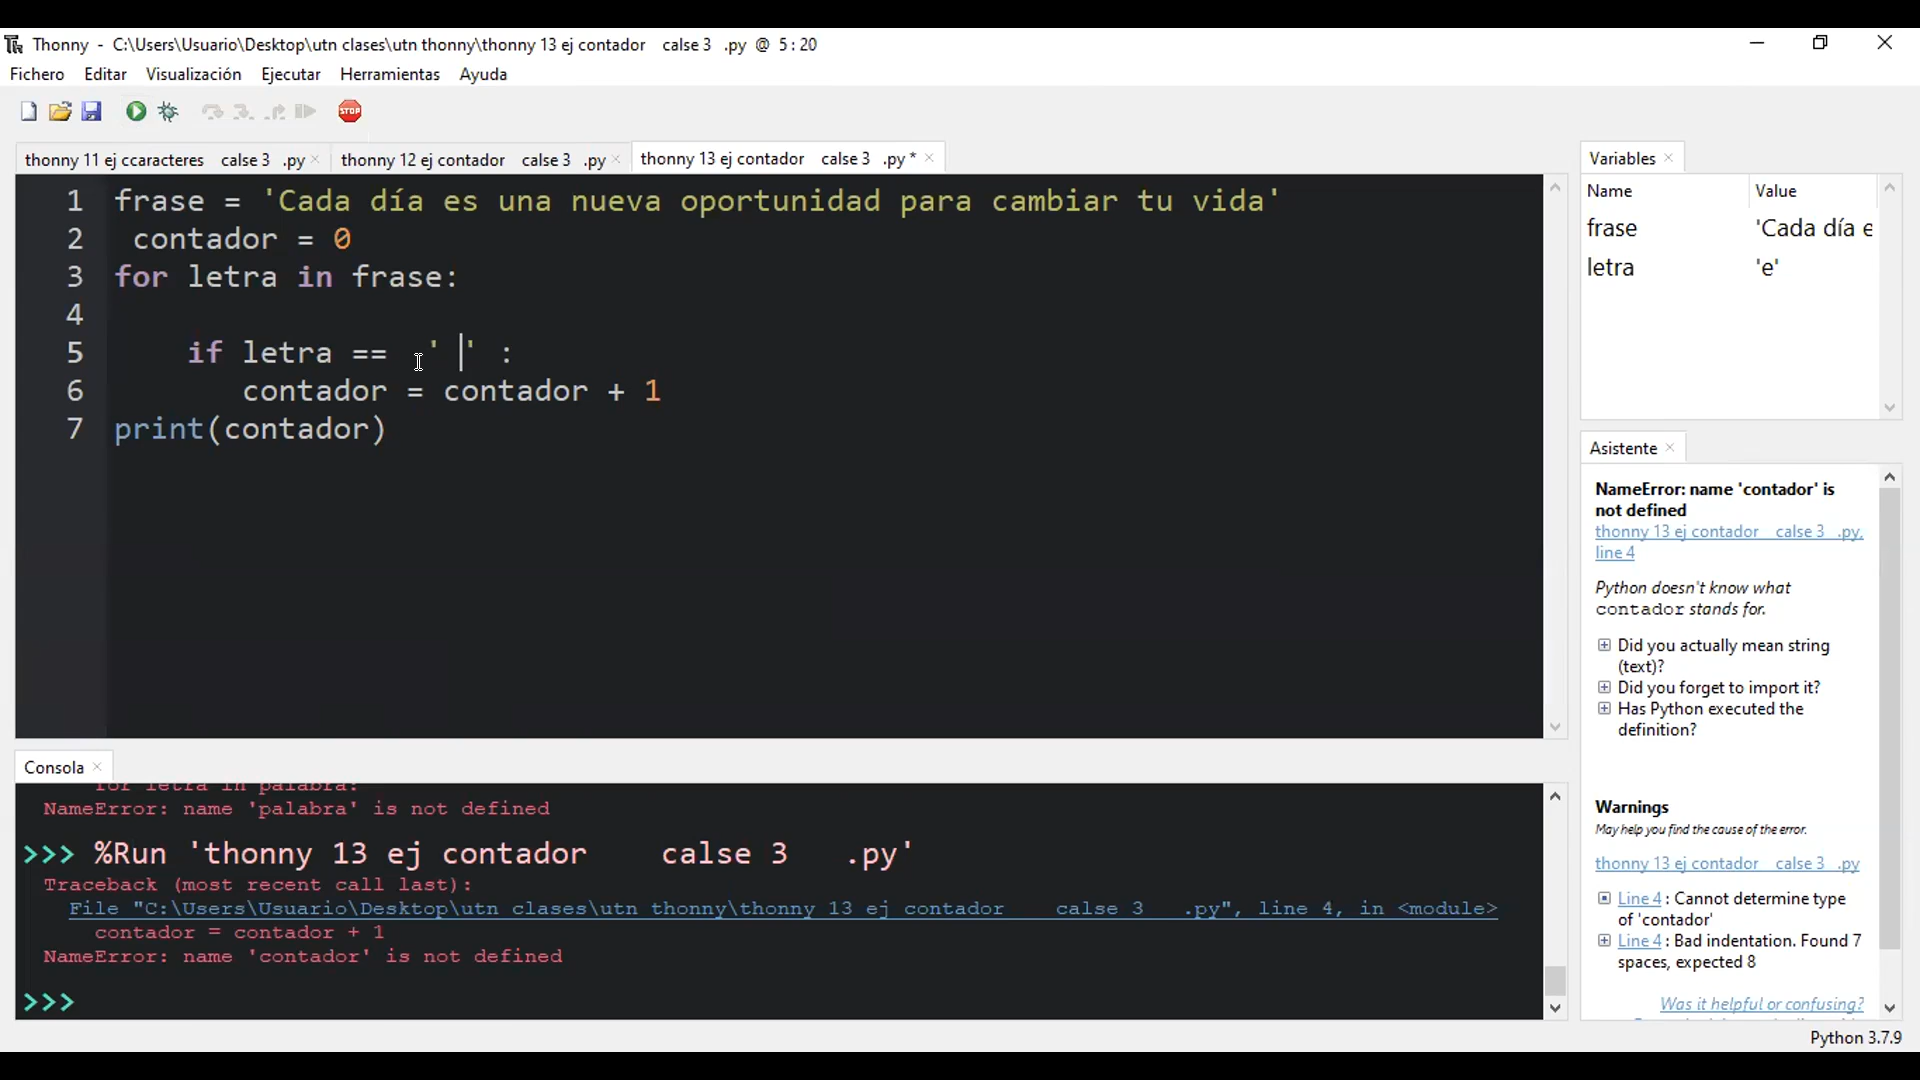 Thonny - C:\Users\Usuario\Desktop\utn clases\utn thonny\thonny 13 ej contador calse 3 .py @ 5 : 20
Fichero Editar Visualización Ejecutar Herramientas Ayuda
STOP
thonny 11 ej ccaracteres calse 3 .py × thonny 12 ej contador calse 3 .py × thonny 13 ej contador calse 3 .py * ×
1 frase = 'Cada día es una nueva oportunidad para cambiar tu vida'
2 contador = 0
3 for letra in frase:
4
5 if letra == ' ' :
6 contador = contador + 1
7 print(contador)
Variables ×
Name Value
frase 'Cada día e
letra 'e'
Asistente ×
NameError: name 'contador' is
not defined
thonny 13 ej contador calse 3 .py,
line 4
Python doesn't know what
contador stands for.
Did you actually mean string
(text)?
Did you forget to import it?
Has Python executed the
definition?
Warnings
May help you find the cause of the error.
thonny 13 ej contador calse 3 .py
Line 4 : Cannot determine type
of 'contador'
Line 4 : Bad indentation. Found 7
spaces, expected 8
Was it helpful or confusing?
Consola ×
for letra in palabra:
NameError: name 'palabra' is not defined
>>> %Run 'thonny 13 ej contador calse 3 .py'
Traceback (most recent call last):
File "C:\Users\Usuario\Desktop\utn clases\utn thonny\thonny 13 ej contador calse 3 .py", line 4, in <module>
contador = contador + 1
NameError: name 'contador' is not defined
>>>
Python 3.7.9